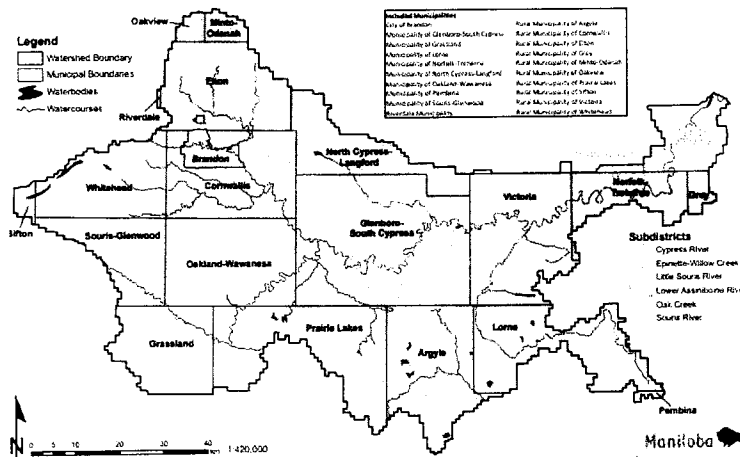 Oakview
Minto-
Odanah
Legend
Watershed Boundary
Municipal Boundaries
Waterbodies
Watercourses
Included Municipalities
City of Brandon
Municipality of Glenboro-South Cypress
Municipality of Grassland
Municipality of Lorne
Municipality of Norfolk-Treherne
Municipality of North Cypress-Langford
Municipality of Oakland-Wawanesa
Municipality of Pembina
Municipality of Souris-Glenwood
Riverdale Municipality
Rural Municipality of Argyle
Rural Municipality of Cornwallis
Rural Municipality of Elton
Rural Municipality of Grey
Rural Municipality of Minto-Odanah
Rural Municipality of Oakview
Rural Municipality of Prairie Lakes
Rural Municipality of Sifton
Rural Municipality of Victoria
Rural Municipality of Whitehead
Elton
Riverdale
Brandon
North Cypress-
Langford
Whitehead
Cornwallis
Victoria
Norfolk
Treherne
Grey
Sifton
Souris-Glenwood
Glenboro-
South Cypress
Oakland-Wawanesa
Subdistricts
Cypress River
Epinette-Willow Creek
Little Souris River
Lower Assiniboine River
Oak Creek
Souris River
Grassland
Prairie Lakes
Argyle
Lorne
Pembina
N
0 5 10 20 30 40
km
1:420,000
Manitoba